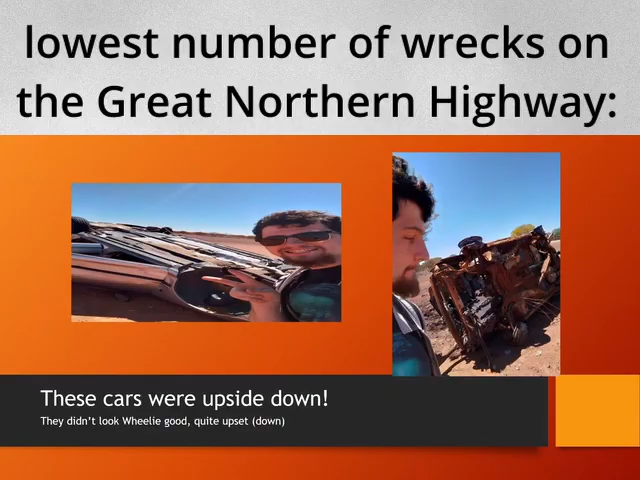 lowest number of wrecks on
the Great Northern Highway:
These cars were upside down!
They didn't look Wheelie good, quite upset (down)